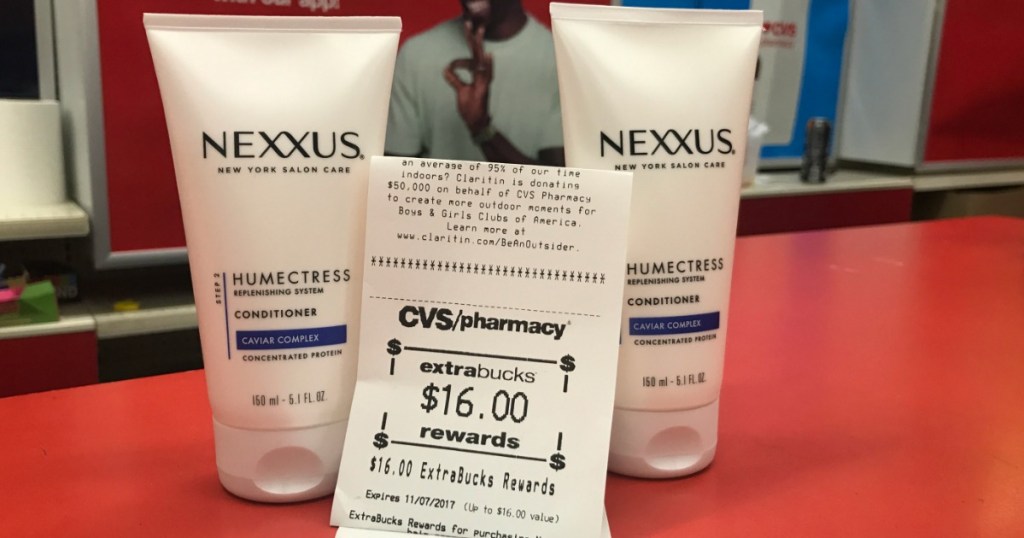 with our app!
NEXXUS.
NEW YORK SALON CARE
STEP 2
HUMECTRESS
REPLENISHING SYSTEM
CONDITIONER
CAVIAR COMPLEX
CONCENTRATED PROTEIN
150 ml - 5.1 FL. OZ.
an average of 95% of our time
indoors? Claritin is donating
$50,000 on behalf of CVS Pharmacy
to create more outdoor moments for
Boys & Girls Clubs of America.
Learn more at
www.claritin.com/BeAnOutsider.
********************************
CVS/pharmacy®
$ $
extrabucks®
$16.00
rewards
$ $
$16.00 ExtraBucks Rewards
Expires 11/07/2017 (Up to $16.00 value)
ExtraBucks Rewards for purchasing
NEXXUS.
NEW YORK SALON CARE
HUMECTRESS
REPLENISHING SYSTEM
CONDITIONER
CAVIAR COMPLEX
CONCENTRATED PROTEIN
150 ml - 5.1 FL. OZ.
CVS